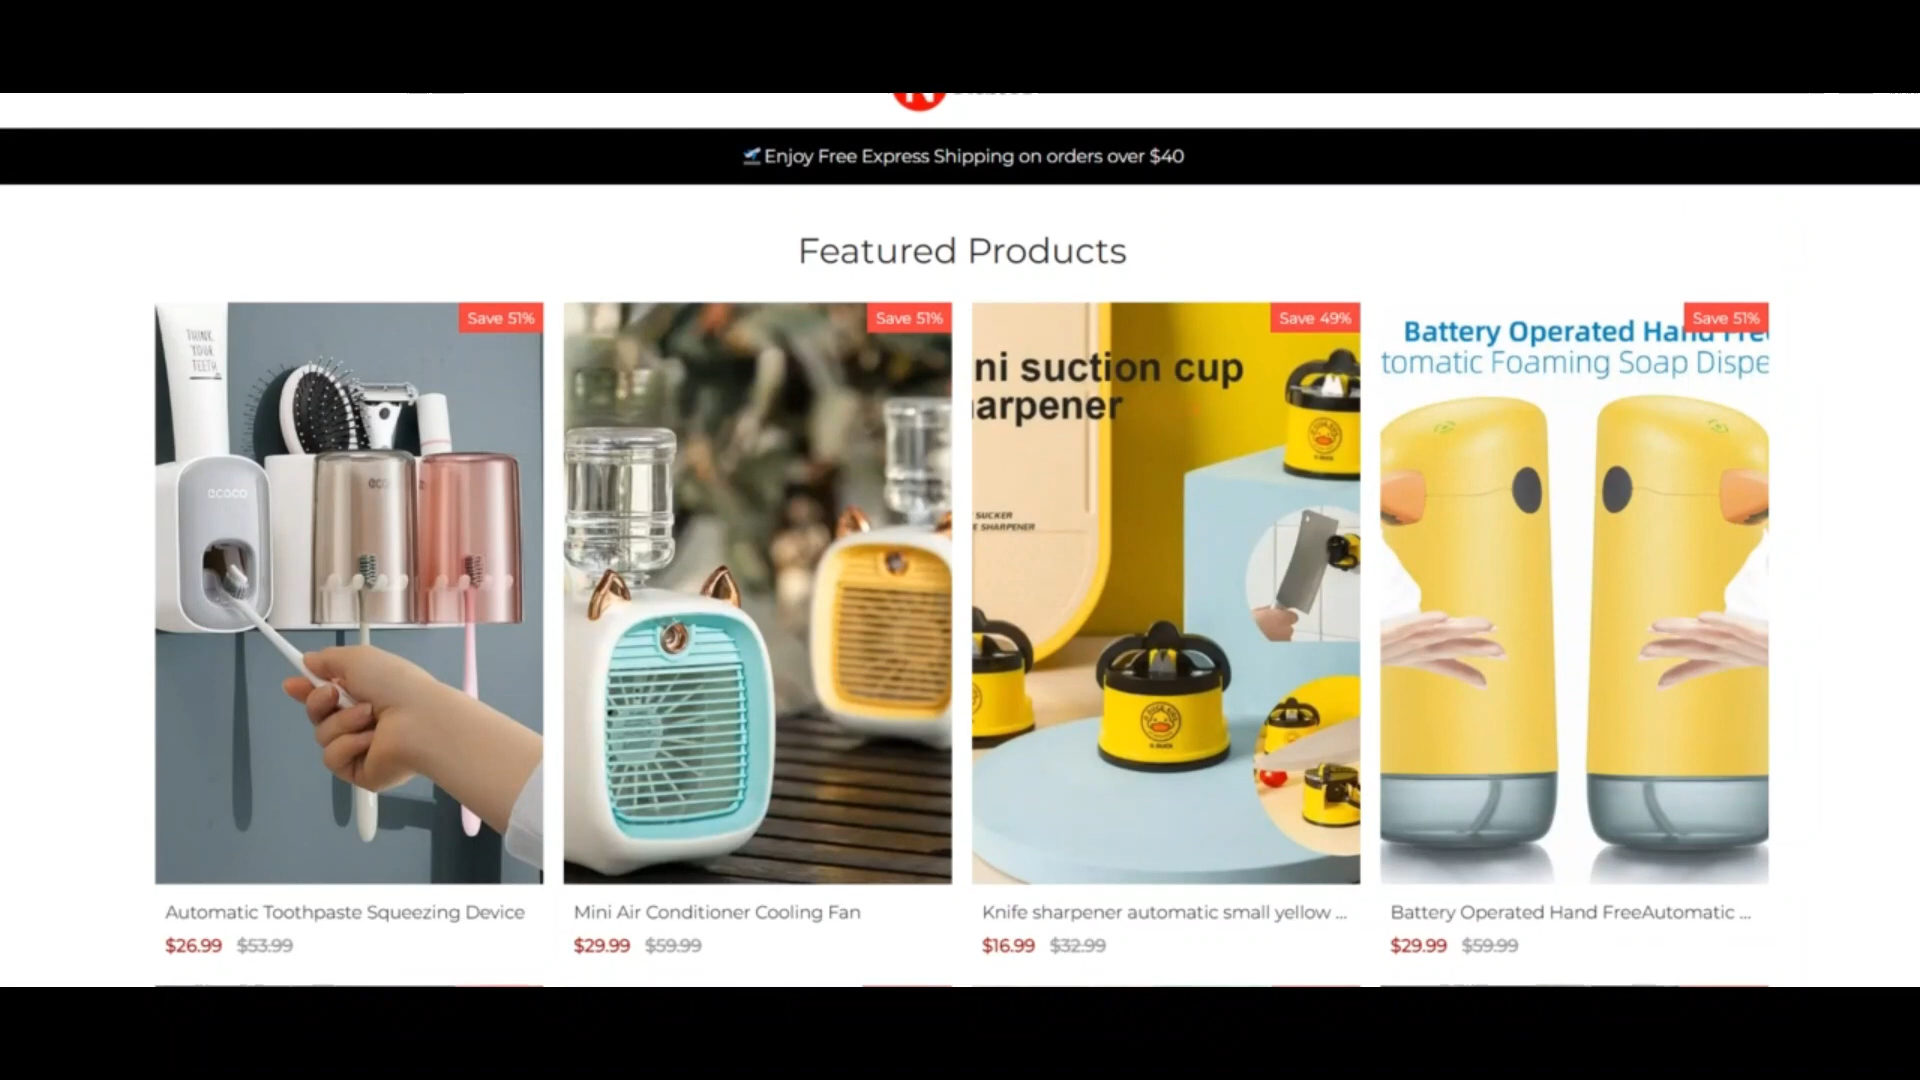 Enjoy Free Express Shipping on orders over $40
Featured Products
Save 51%
THINK
YOUR
TEETH
ecoco
Save 51%
Save 49%
ni suction cup
arpener
SUCKER
E SHARPENER
Save 51%
Battery Operated
tomatic Foaming Soap Dispe
Automatic Toothpaste Squeezing Device
$26.99 $53.99
Mini Air Conditioner Cooling Fan
$29.99 $59.99
Knife sharpener automatic small yellow ...
$16.99 $32.99
Battery Operated Hand FreeAutomatic ...
$29.99 $59.99